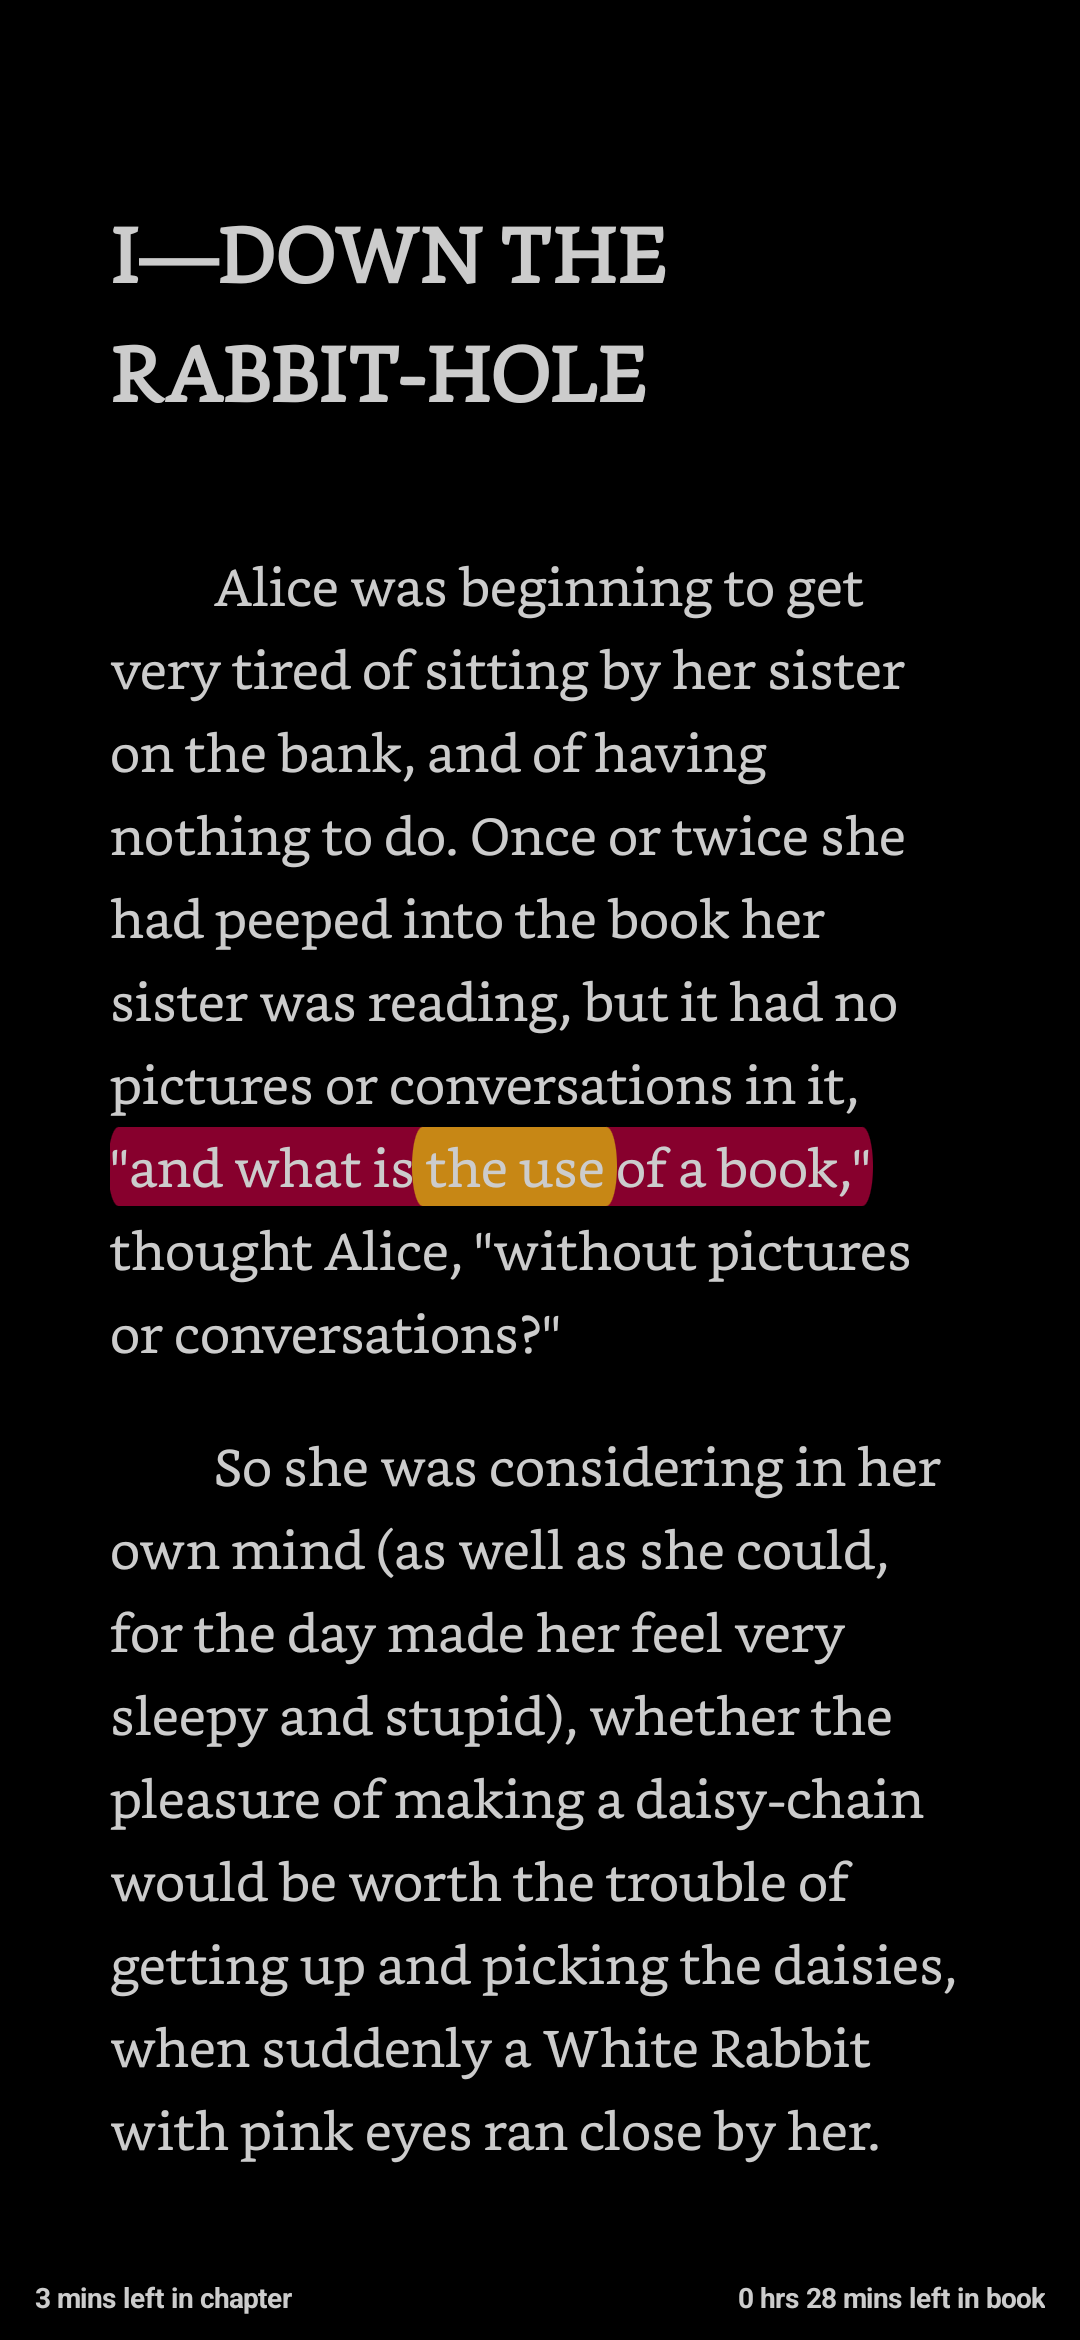 I—DOWN THE
RABBIT-HOLE
Alice was beginning to get
very tired of sitting by her sister
on the bank, and of having
nothing to do. Once or twice she
had peeped into the book her
sister was reading, but it had no
pictures or conversations in it,
"and what is the use of a book,"
thought Alice, "without pictures
or conversations?"
So she was considering in her
own mind (as well as she could,
for the day made her feel very
sleepy and stupid), whether the
pleasure of making a daisy-chain
would be worth the trouble of
getting up and picking the daisies,
when suddenly a White Rabbit
with pink eyes ran close by her.
3 mins left in chapter
0 hrs 28 mins left in book